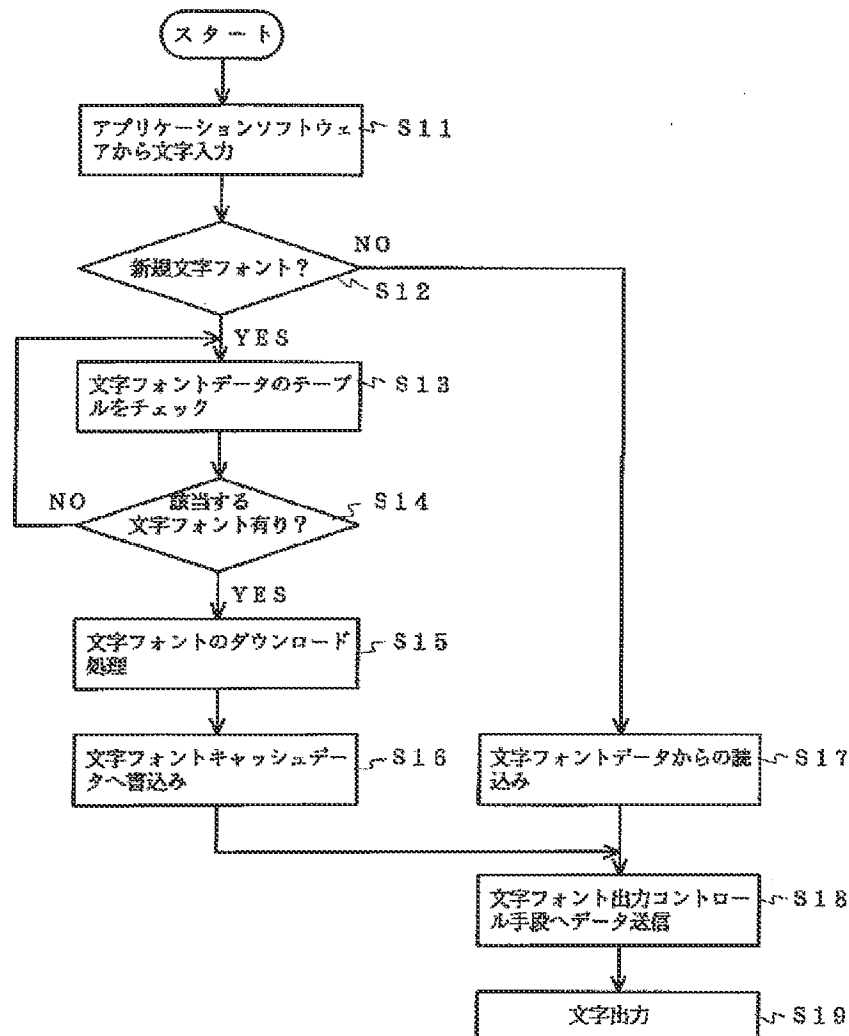 スタート
アプリケーションソフトウェ
アから文字入力
S11
新規文字フォント?
NO
S12
YES
文字フォントデータのテーブ
ルをチェック
S13
該当する
文字フォント有り?
NO
S14
YES
文字フォントのダウンロード
処理
S15
文字フォントキャッシュデー
タへ書込み
S16
文字フォントデータからの読
込み
S17
文字フォント出力コントロー
ル手段へデータ送信
S18
文字出力
S19